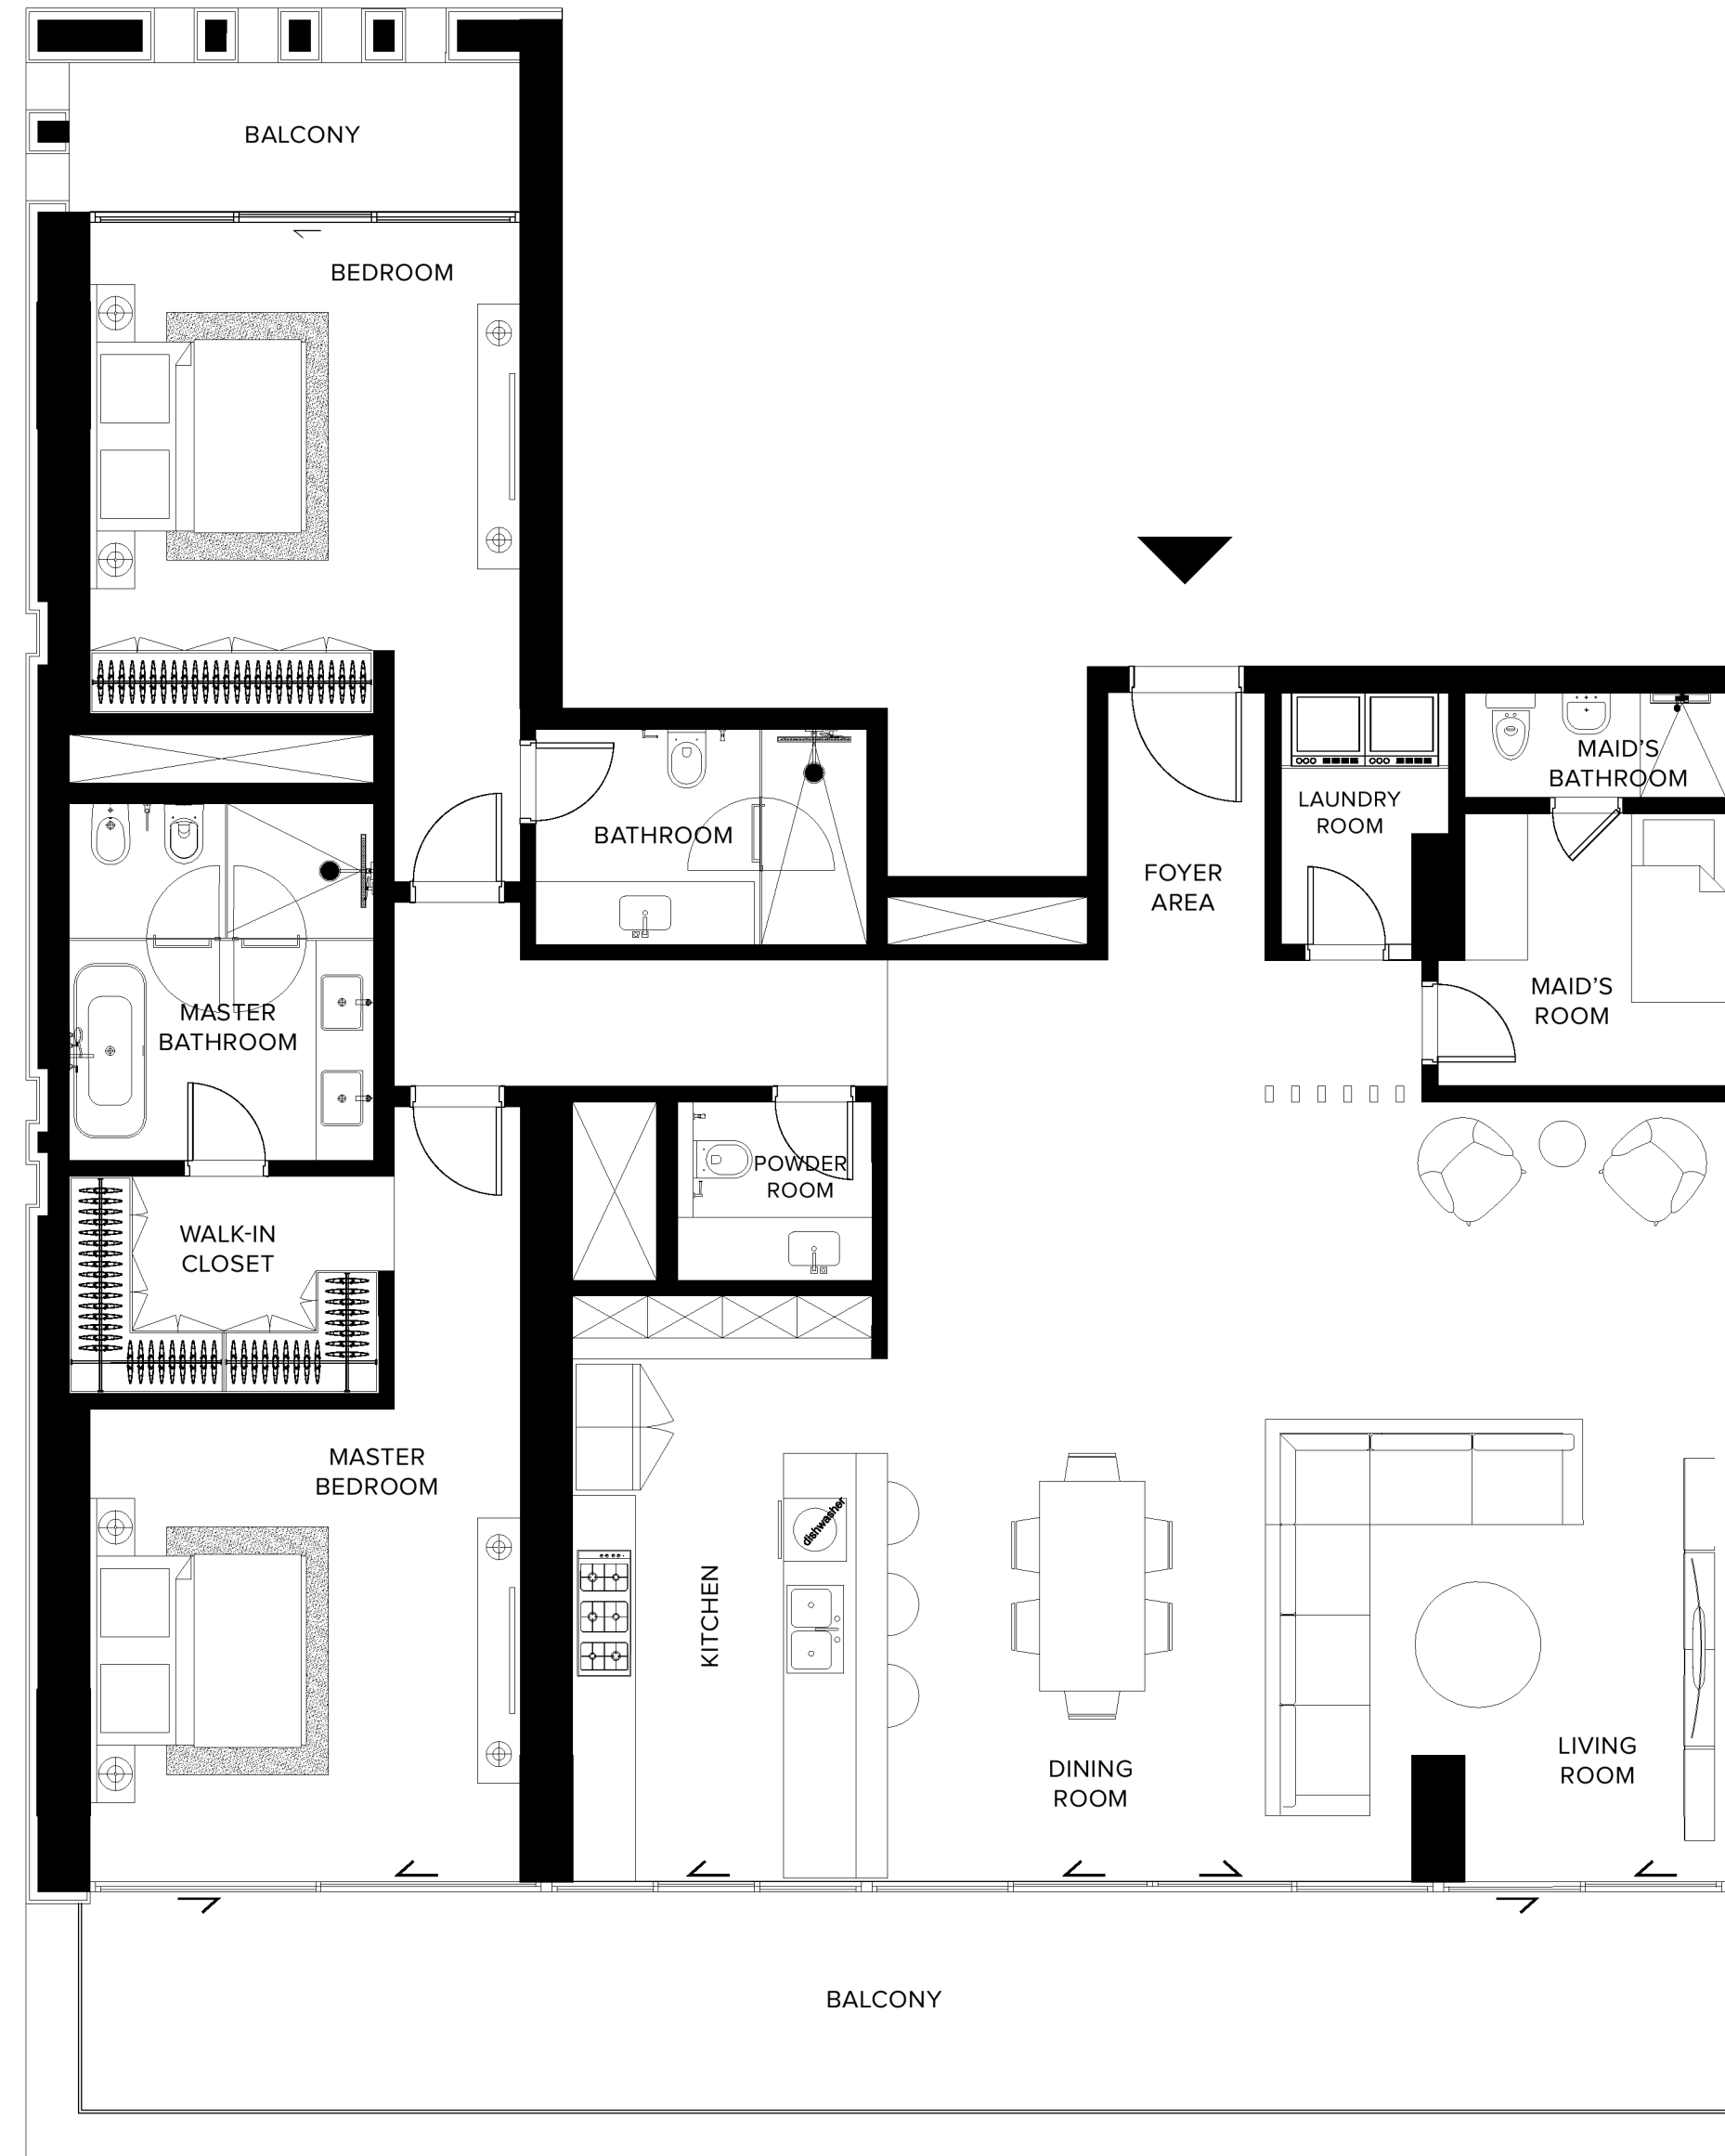 BALCONY
BEDROOM
MAID'S
BATHROOM
LAUNDRY
ROOM
BATHROOM
FOYER
AREA
MAID'S
ROOM
MASTER
BATHROOM
POWDER
ROOM
WALK-IN
CLOSET
MASTER
BEDROOM
dishwasher
KITCHEN
DINING
ROOM
LIVING
ROOM
BALCONY